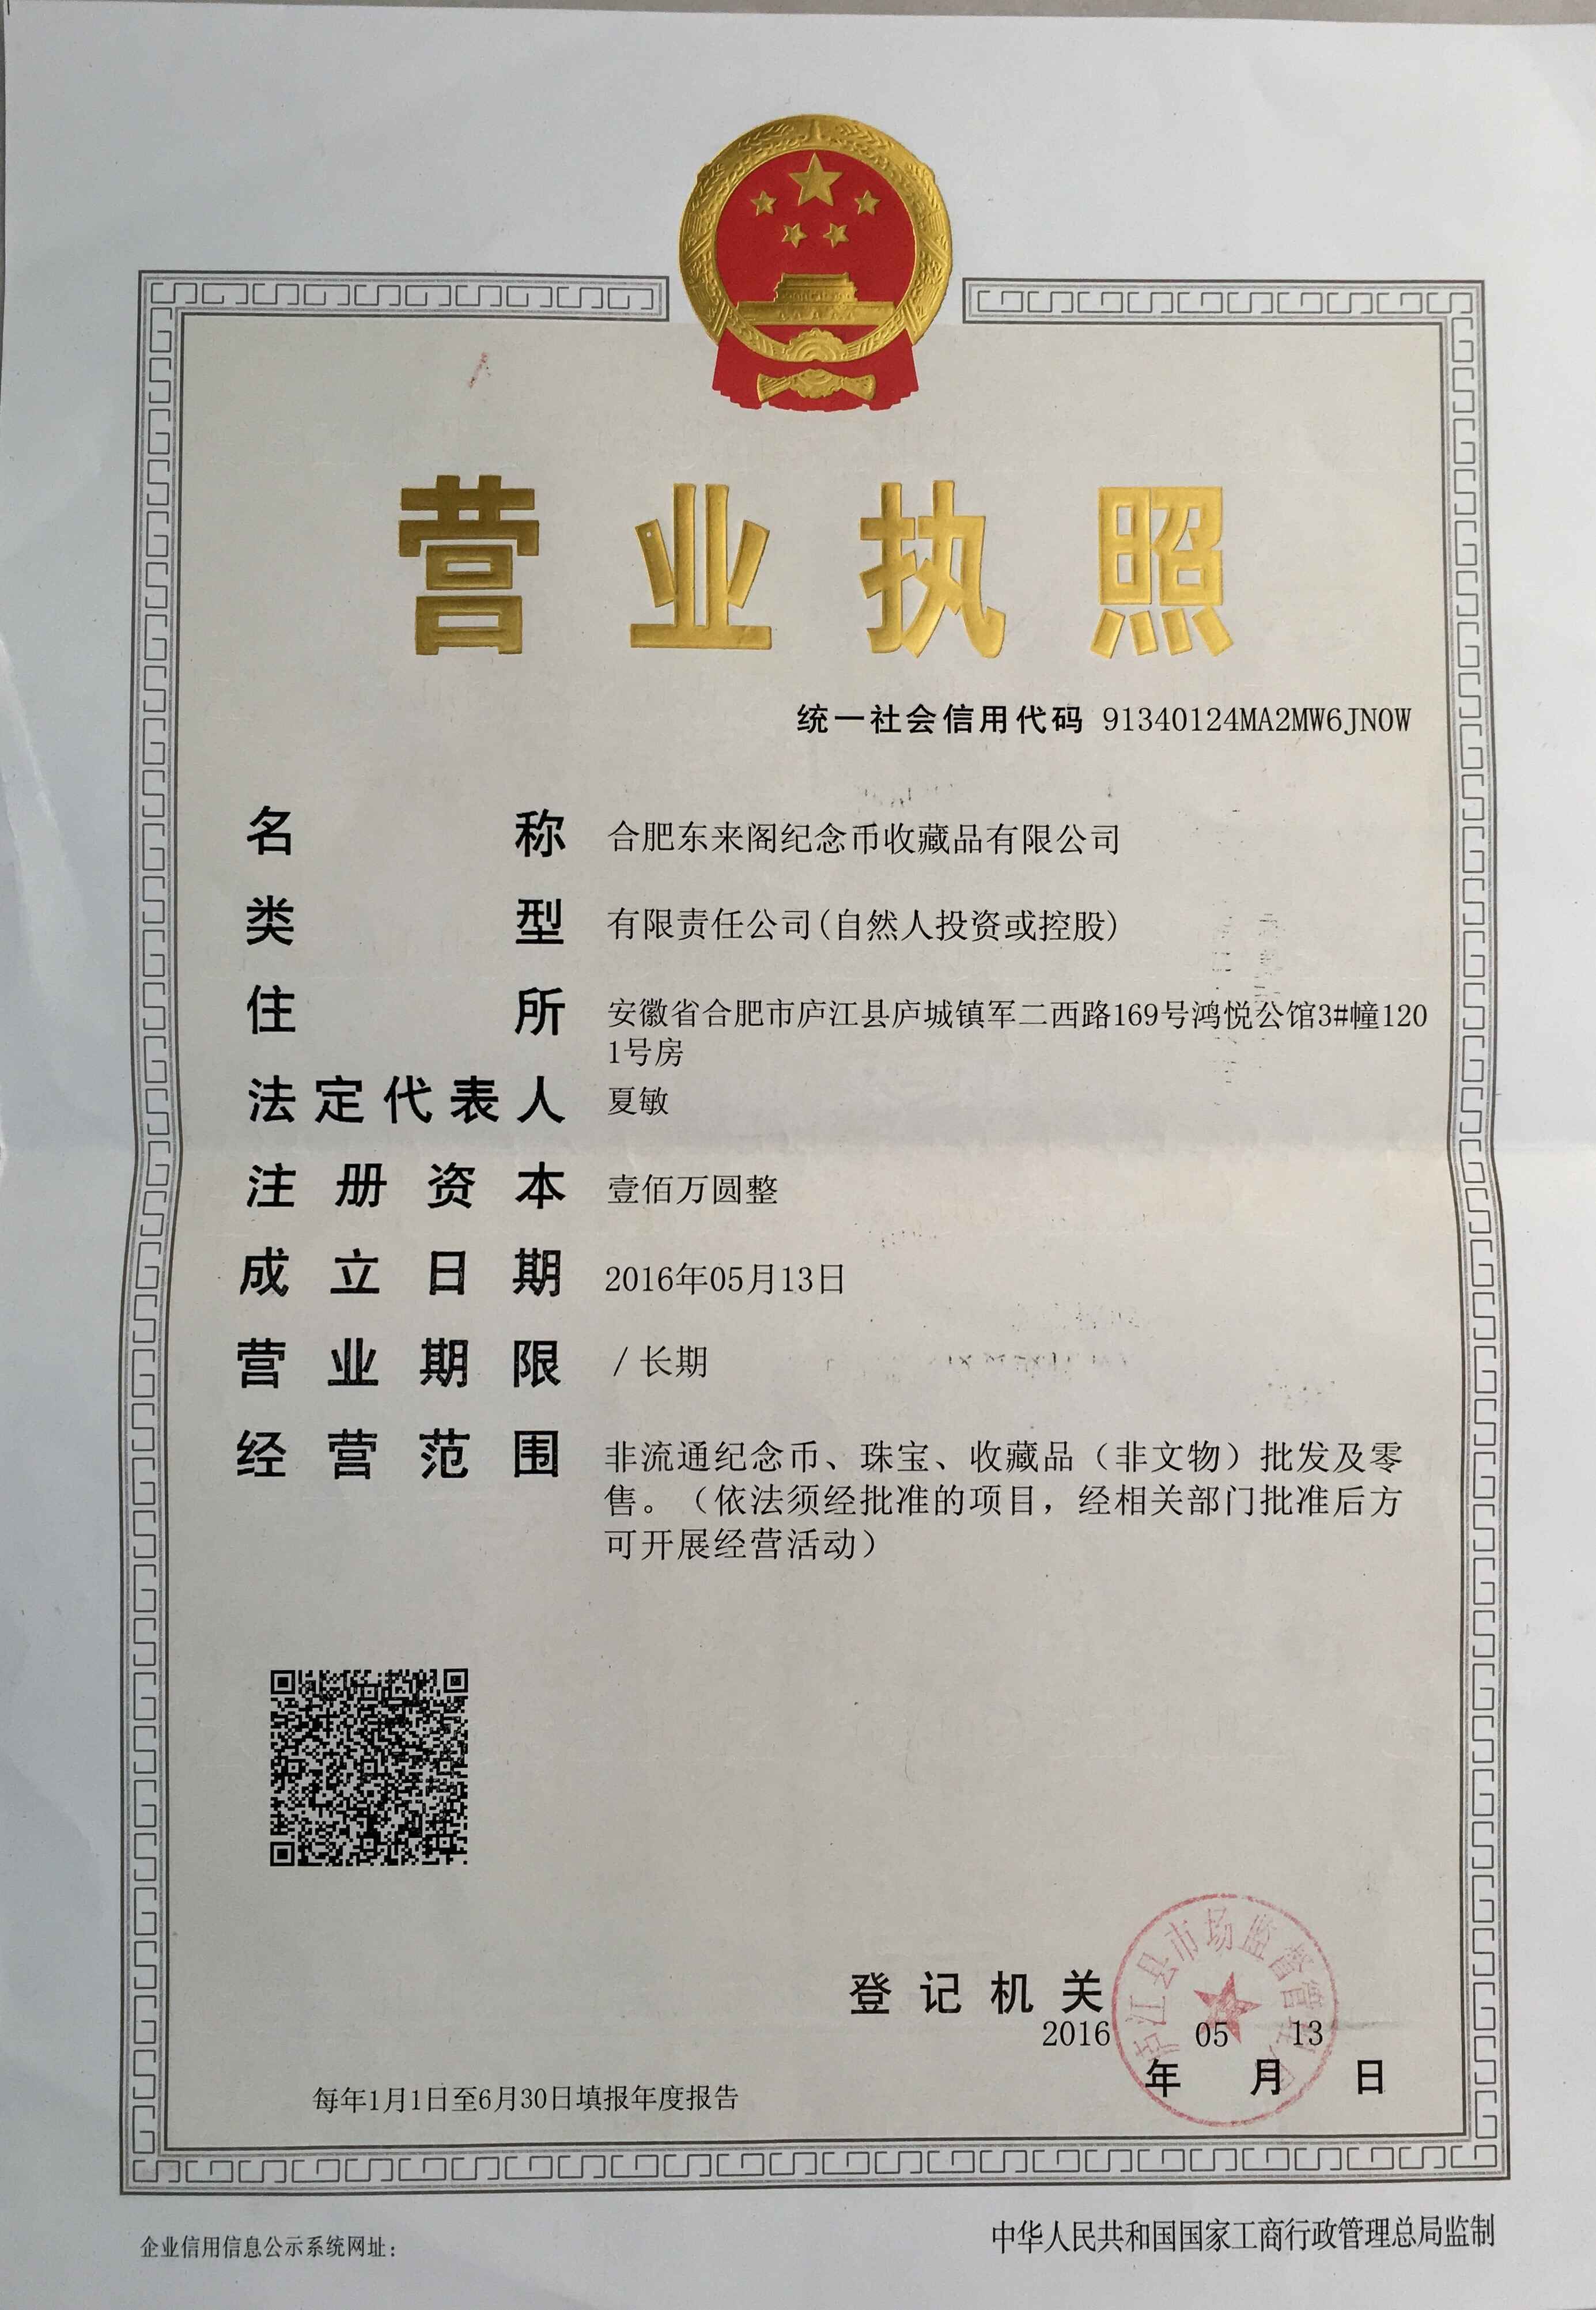 营业执照
统一社会信用代码 91340124MA2MW6JN0W
名称 合肥东来阁纪念币收藏品有限公司
类型 有限责任公司(自然人投资或控股)
住所 安徽省合肥市庐江县庐城镇军二西路169号鸿悦公馆3#幢120
1号房
法定代表人 夏敏
注册资本 壹佰万圆整
成立日期 2016年05月13日
营业期限 /长期
经营范围 非流通纪念币、珠宝、收藏品（非文物）批发及零
售。（依法须经批准的项目，经相关部门批准后方
可开展经营活动）
登记机关
庐江县市场监督管理局
2016 05 13
年 月 日
每年1月1日至6月30日填报年度报告
企业信用信息公示系统网址：
中华人民共和国国家工商行政管理总局监制